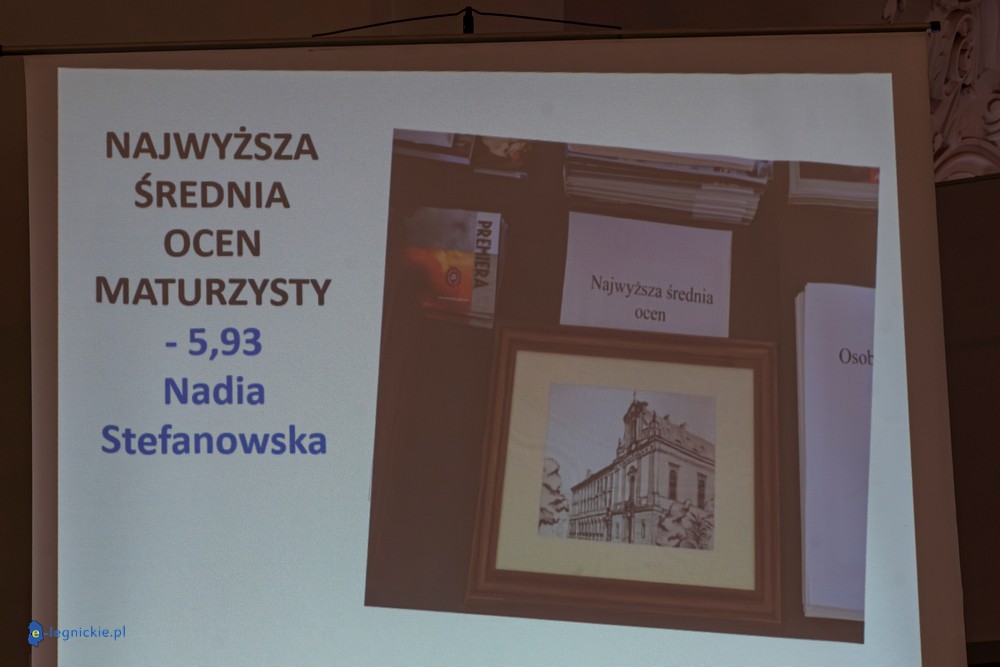 NAJWYŻSZA
ŚREDNIA
OCEN
MATURZYSTY
- 5,93
Nadia
Stefanowska
PREMIERA
Najwyższa średnia
ocen
Osob
e-legnickie.pl